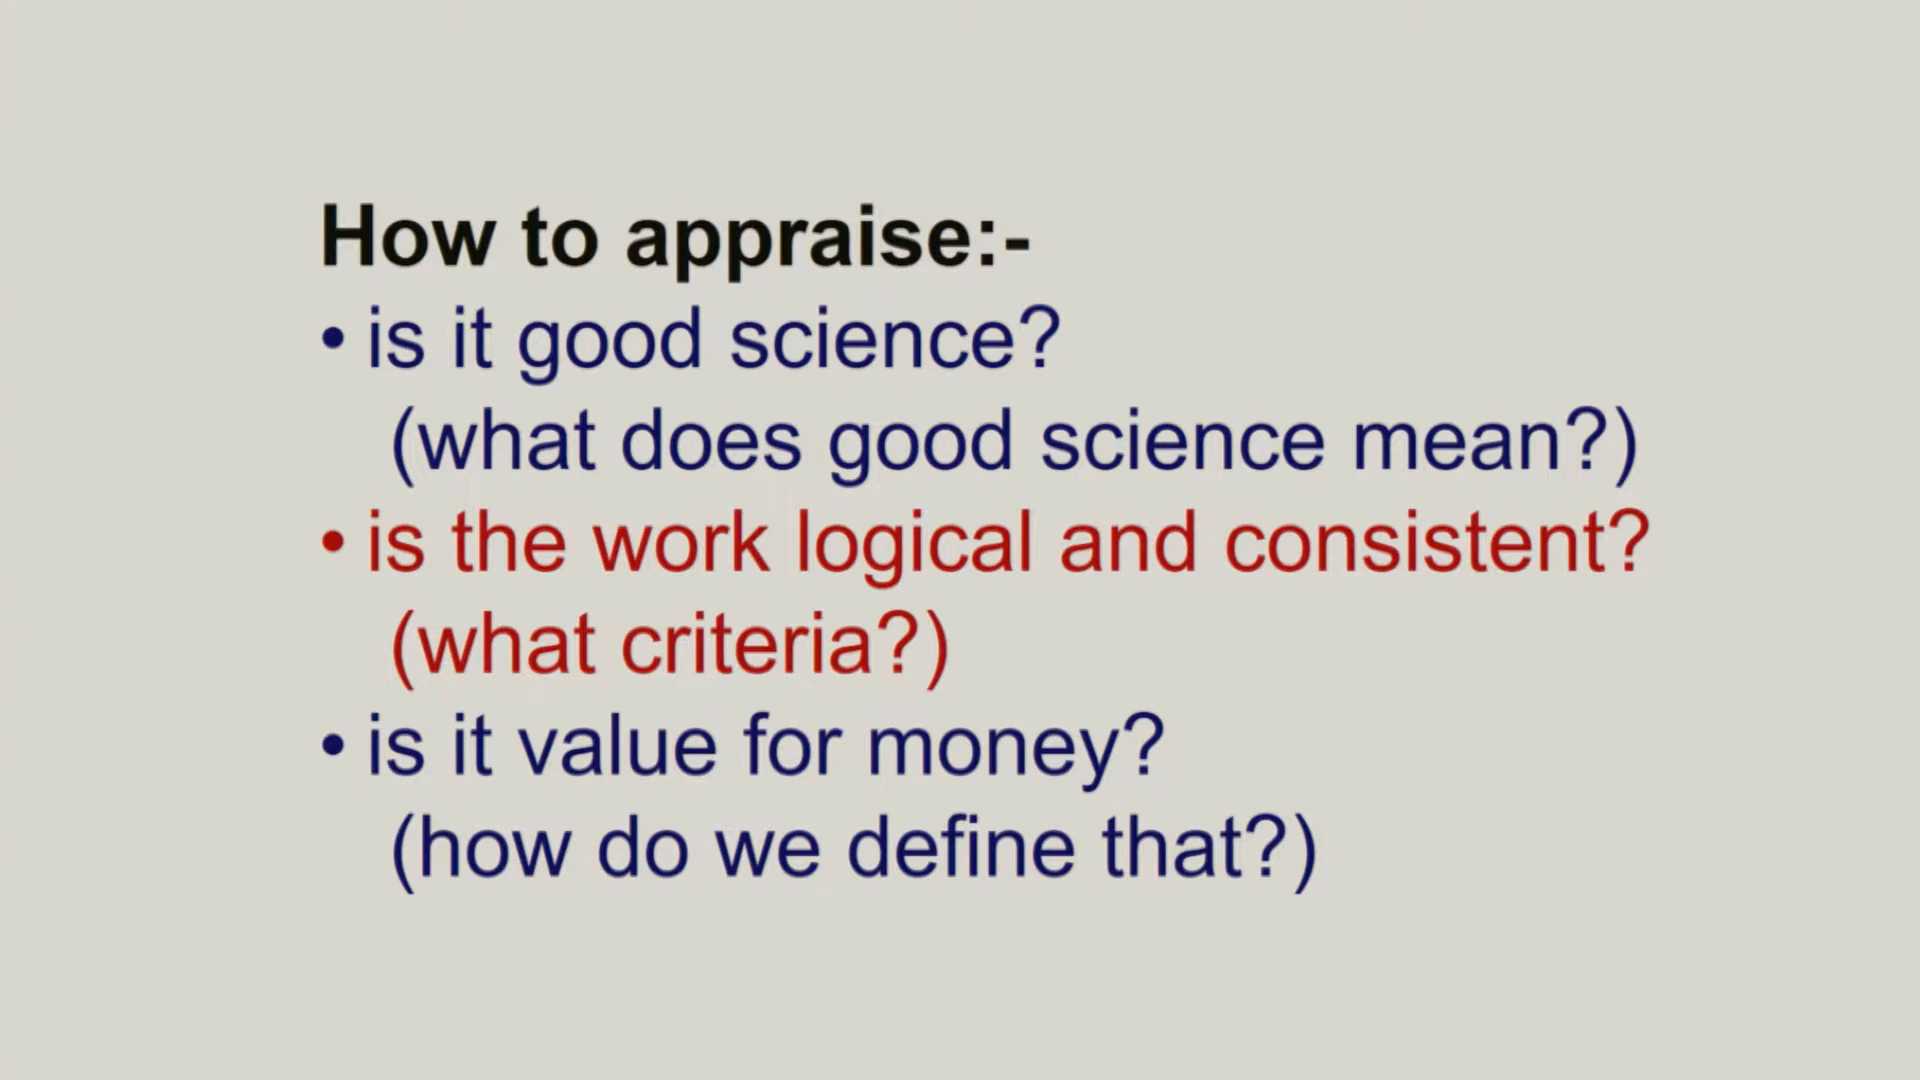 How to appraise:-
• is it good science?
(what does good science mean?)
• is the work logical and consistent?
(what criteria?)
• is it value for money?
(how do we define that?)